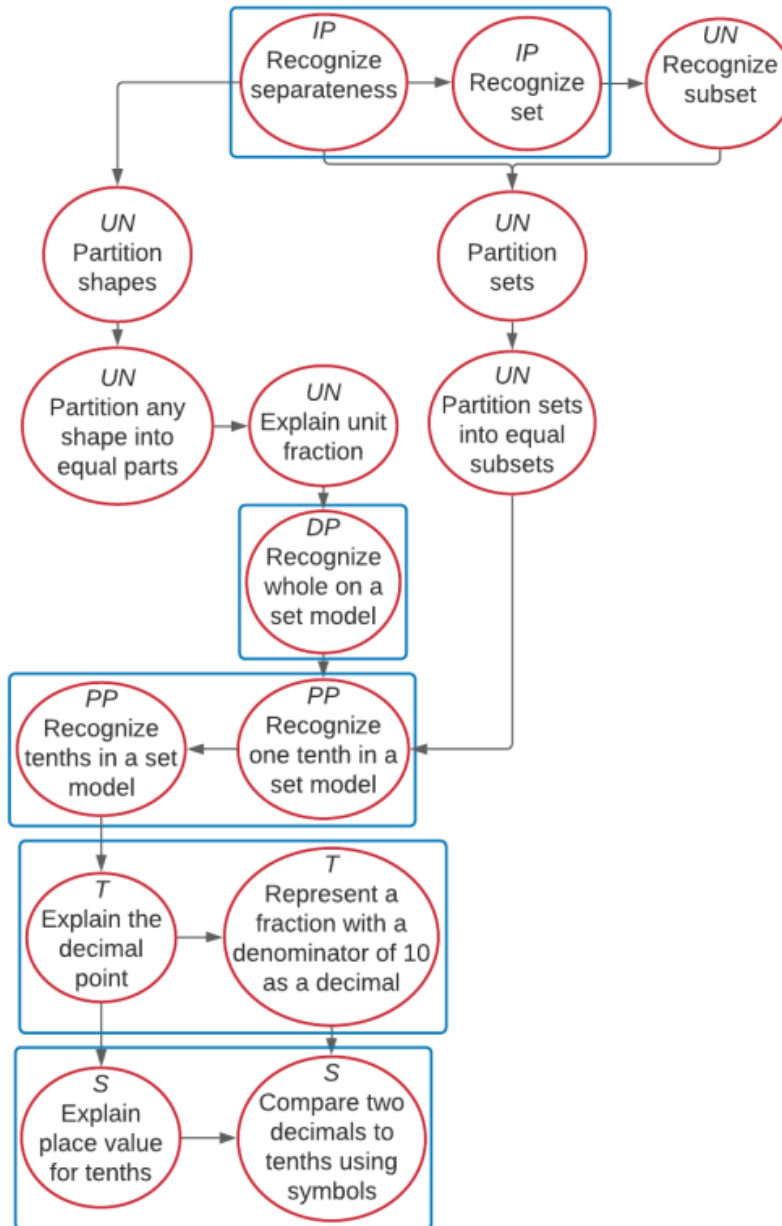 IP
Recognize
separateness
IP
Recognize
set
UN
Recognize
subset
UN
Partition
shapes
UN
Partition
sets
UN
Partition any
shape into
equal parts
UN
Explain unit
fraction
UN
Partition sets
into equal
subsets
DP
Recognize
whole on a
set model
PP
Recognize
tenths in a set
model
PP
Recognize
one tenth in a
set model
T
Explain the
decimal
point
T
Represent a
fraction with a
denominator of 10
as a decimal
S
Explain
place value
for tenths
S
Compare two
decimals to
tenths using
symbols